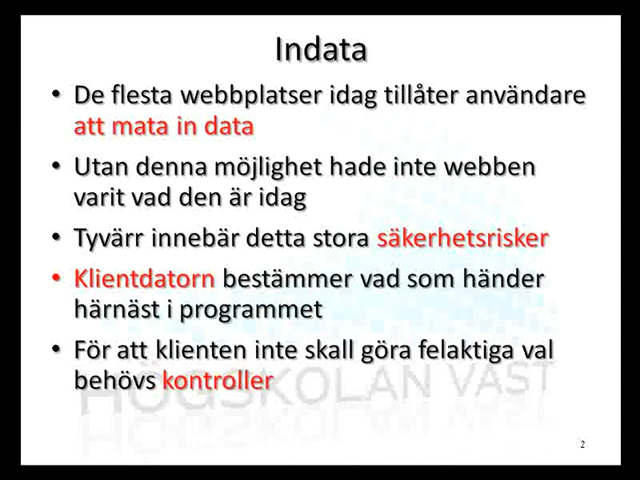 Indata
• De flesta webbplatser idag tillåter användare
att mata in data
• Utan denna möjlighet hade inte webben
varit vad den är idag
• Tyvärr innebär detta stora säkerhetsrisker
• Klientdatorn bestämmer vad som händer
härnäst i programmet
• För att klienten inte skall göra felaktiga val
behövs kontroller
HÖGSKOLAN VÄST
2